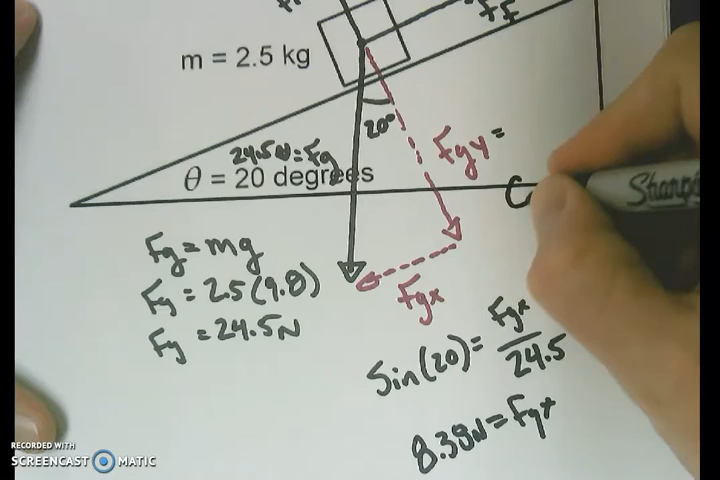 Ff
m = 2.5 kg
20°
Fgy =
24.5N = Fg
θ = 20 degrees
C
Sharpi
Fg = mg
Fg = 2.5(9.8)
Fg = 24.5N
Fgx
Sin(20) = Fgx
24.5
8.38N = Fgx
RECORDED WITH
SCREENCAST MATIC